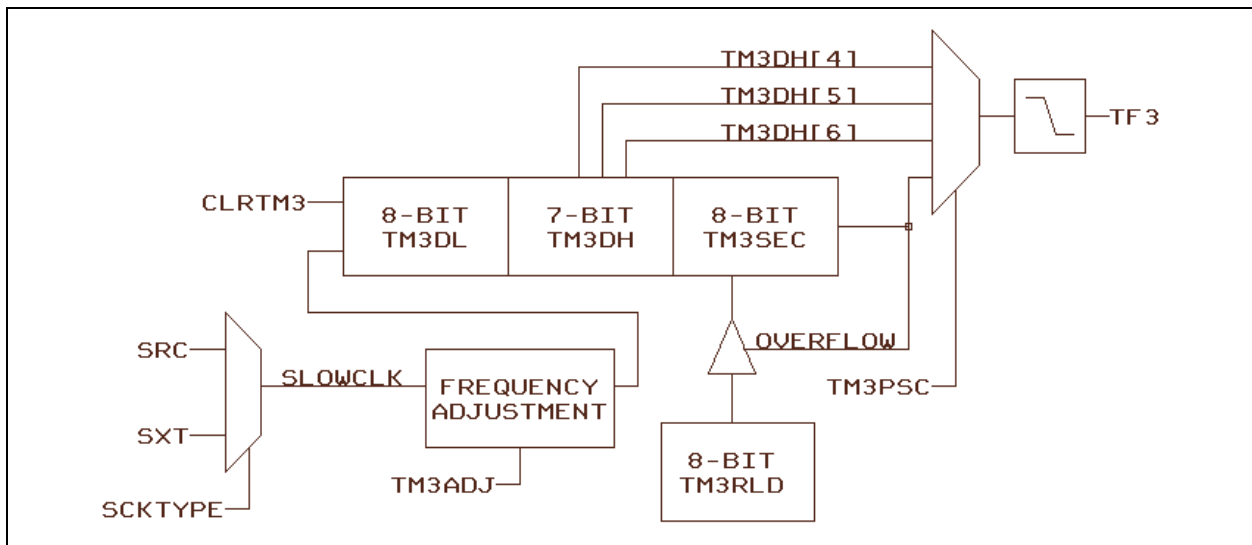 TM3DH[4]
TM3DH[5]
TF3
TM3DH[6]
CLRTM3
8-BIT
TM3DL
7-BIT
TM3DH
8-BIT
TM3SEC
SRC
OVERFLOW
SLOWCLK
FREQUENCY
ADJUSTMENT
TM3PSC
SXT
8-BIT
TM3RLD
TM3ADJ
SCKTYPE